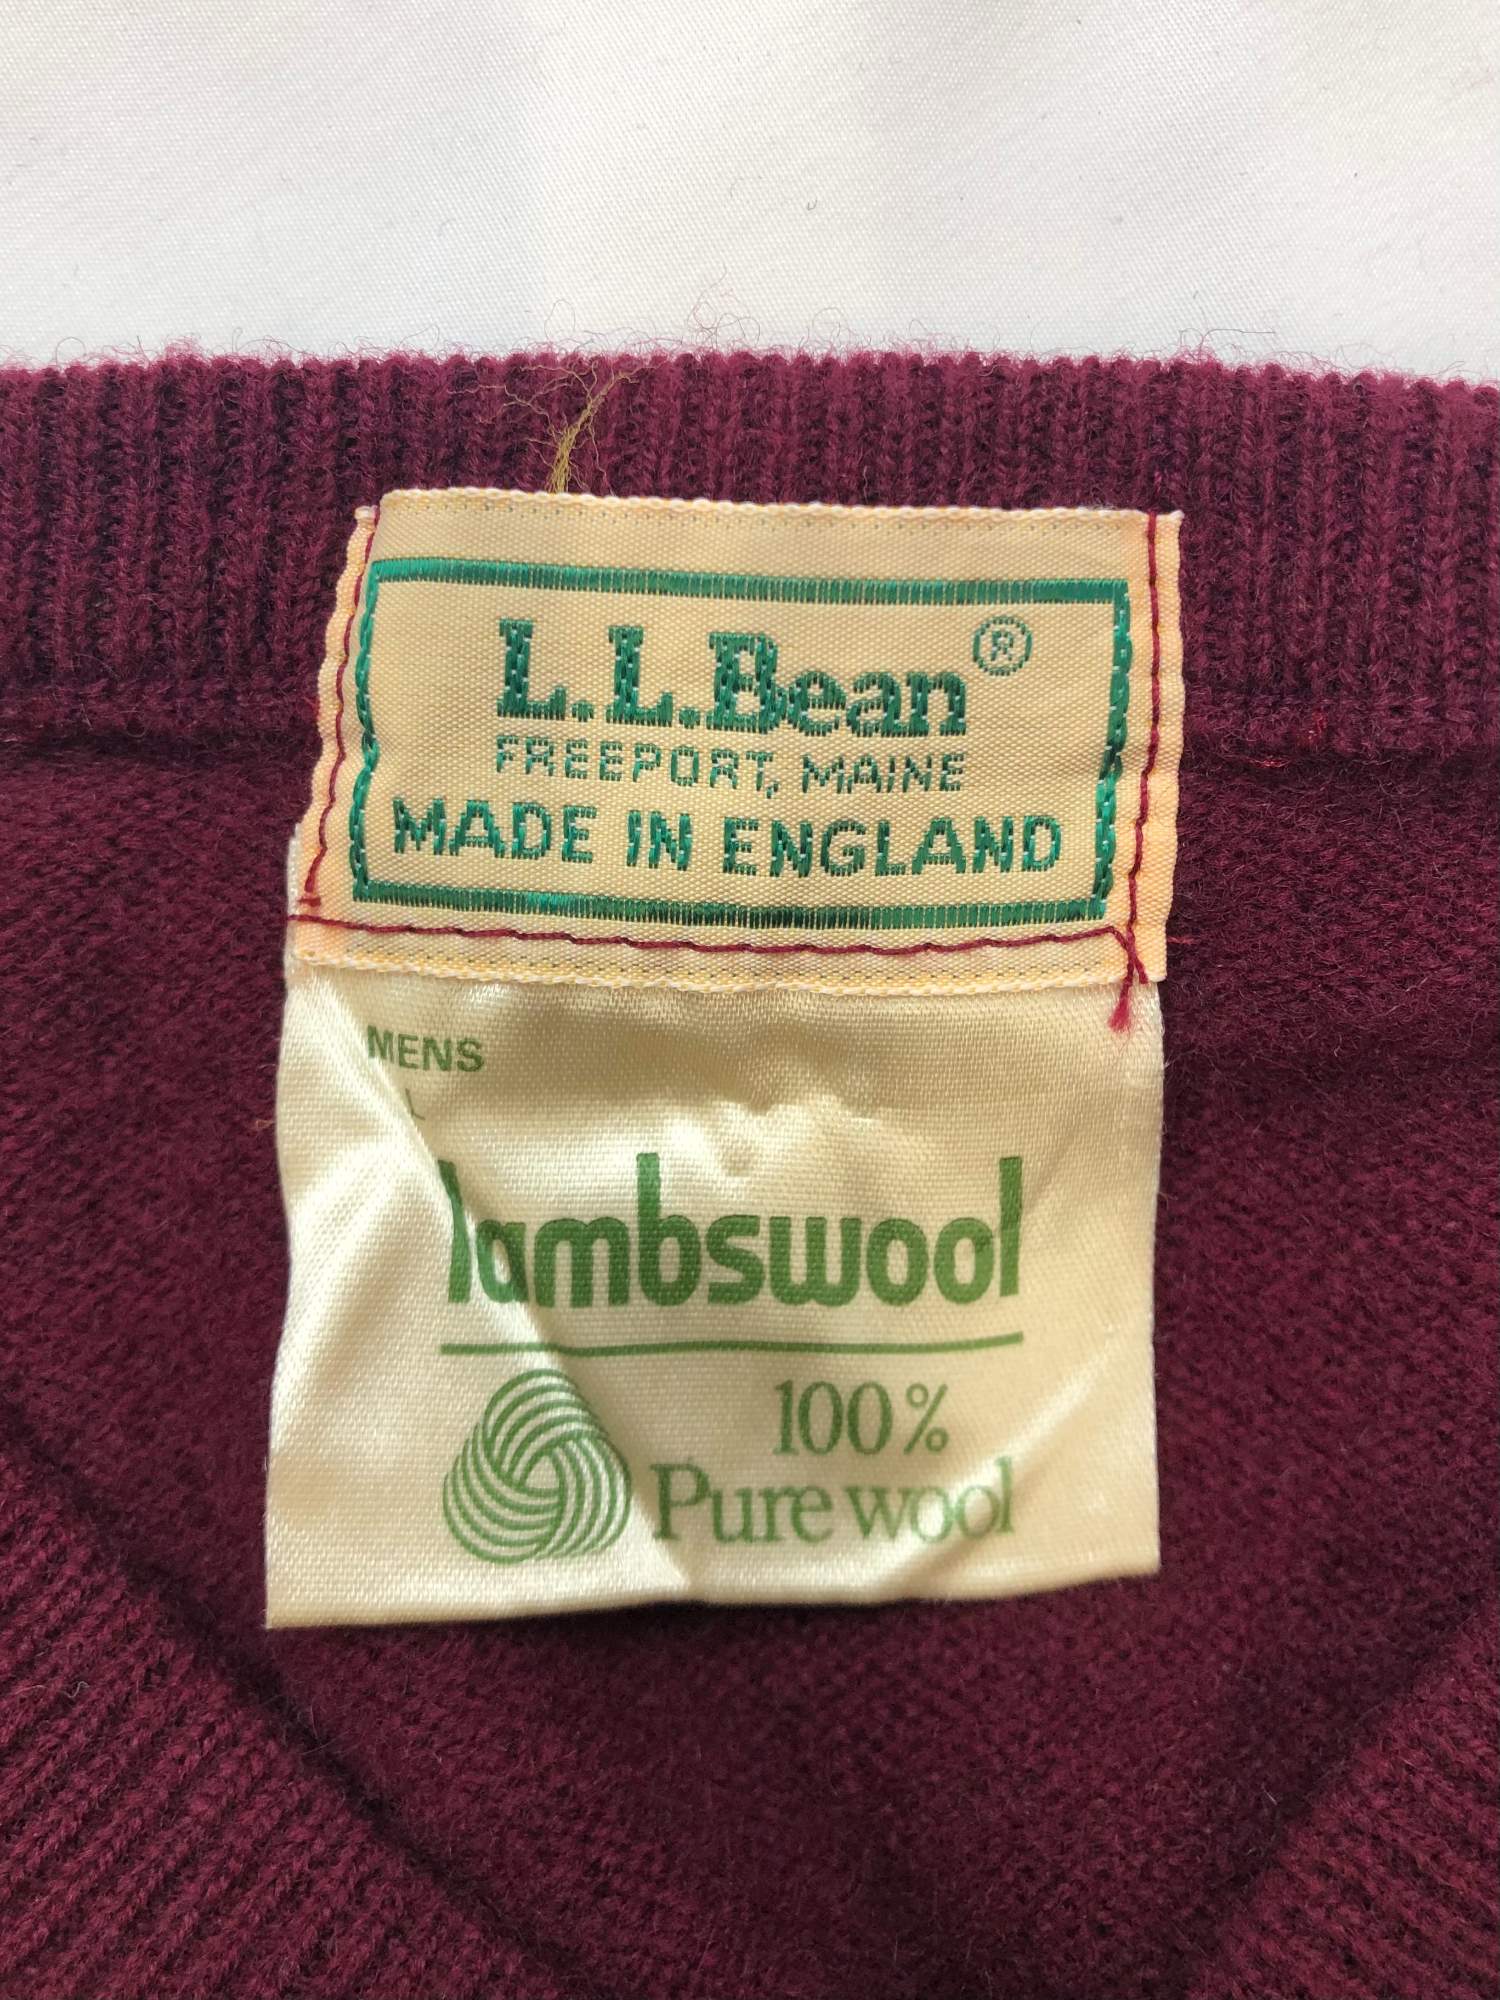 L.L.Bean®
FREEPORT, MAINE
MADE IN ENGLAND
MENS
L
lambswool
100%
Pure wool